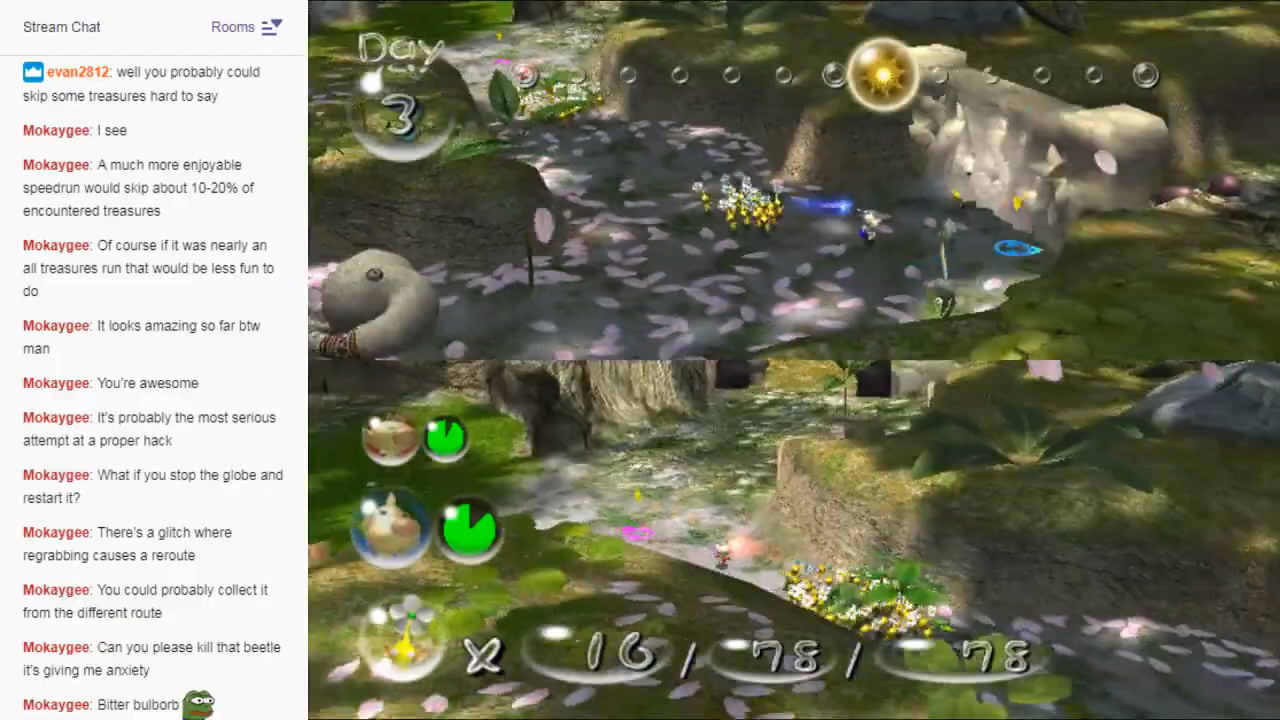 Stream Chat
Rooms
evan2812: well you probably could
skip some treasures hard to say
Mokaygee: I see
Mokaygee: A much more enjoyable
speedrun would skip about 10-20% of
encountered treasures
Mokaygee: Of course if it was nearly an
all treasures run that would be less fun to
do
Mokaygee: It looks amazing so far btw
man
Mokaygee: You're awesome
Mokaygee: It's probably the most serious
attempt at a proper hack
Mokaygee: What if you stop the globe and
restart it?
Mokaygee: There's a glitch where
regrabbing causes a reroute
Mokaygee: You could probably collect it
from the different route
Mokaygee: Can you please kill that beetle
it's giving me anxiety
Mokaygee: Bitter bulborb
Day
3
x 16 / 78 / 78